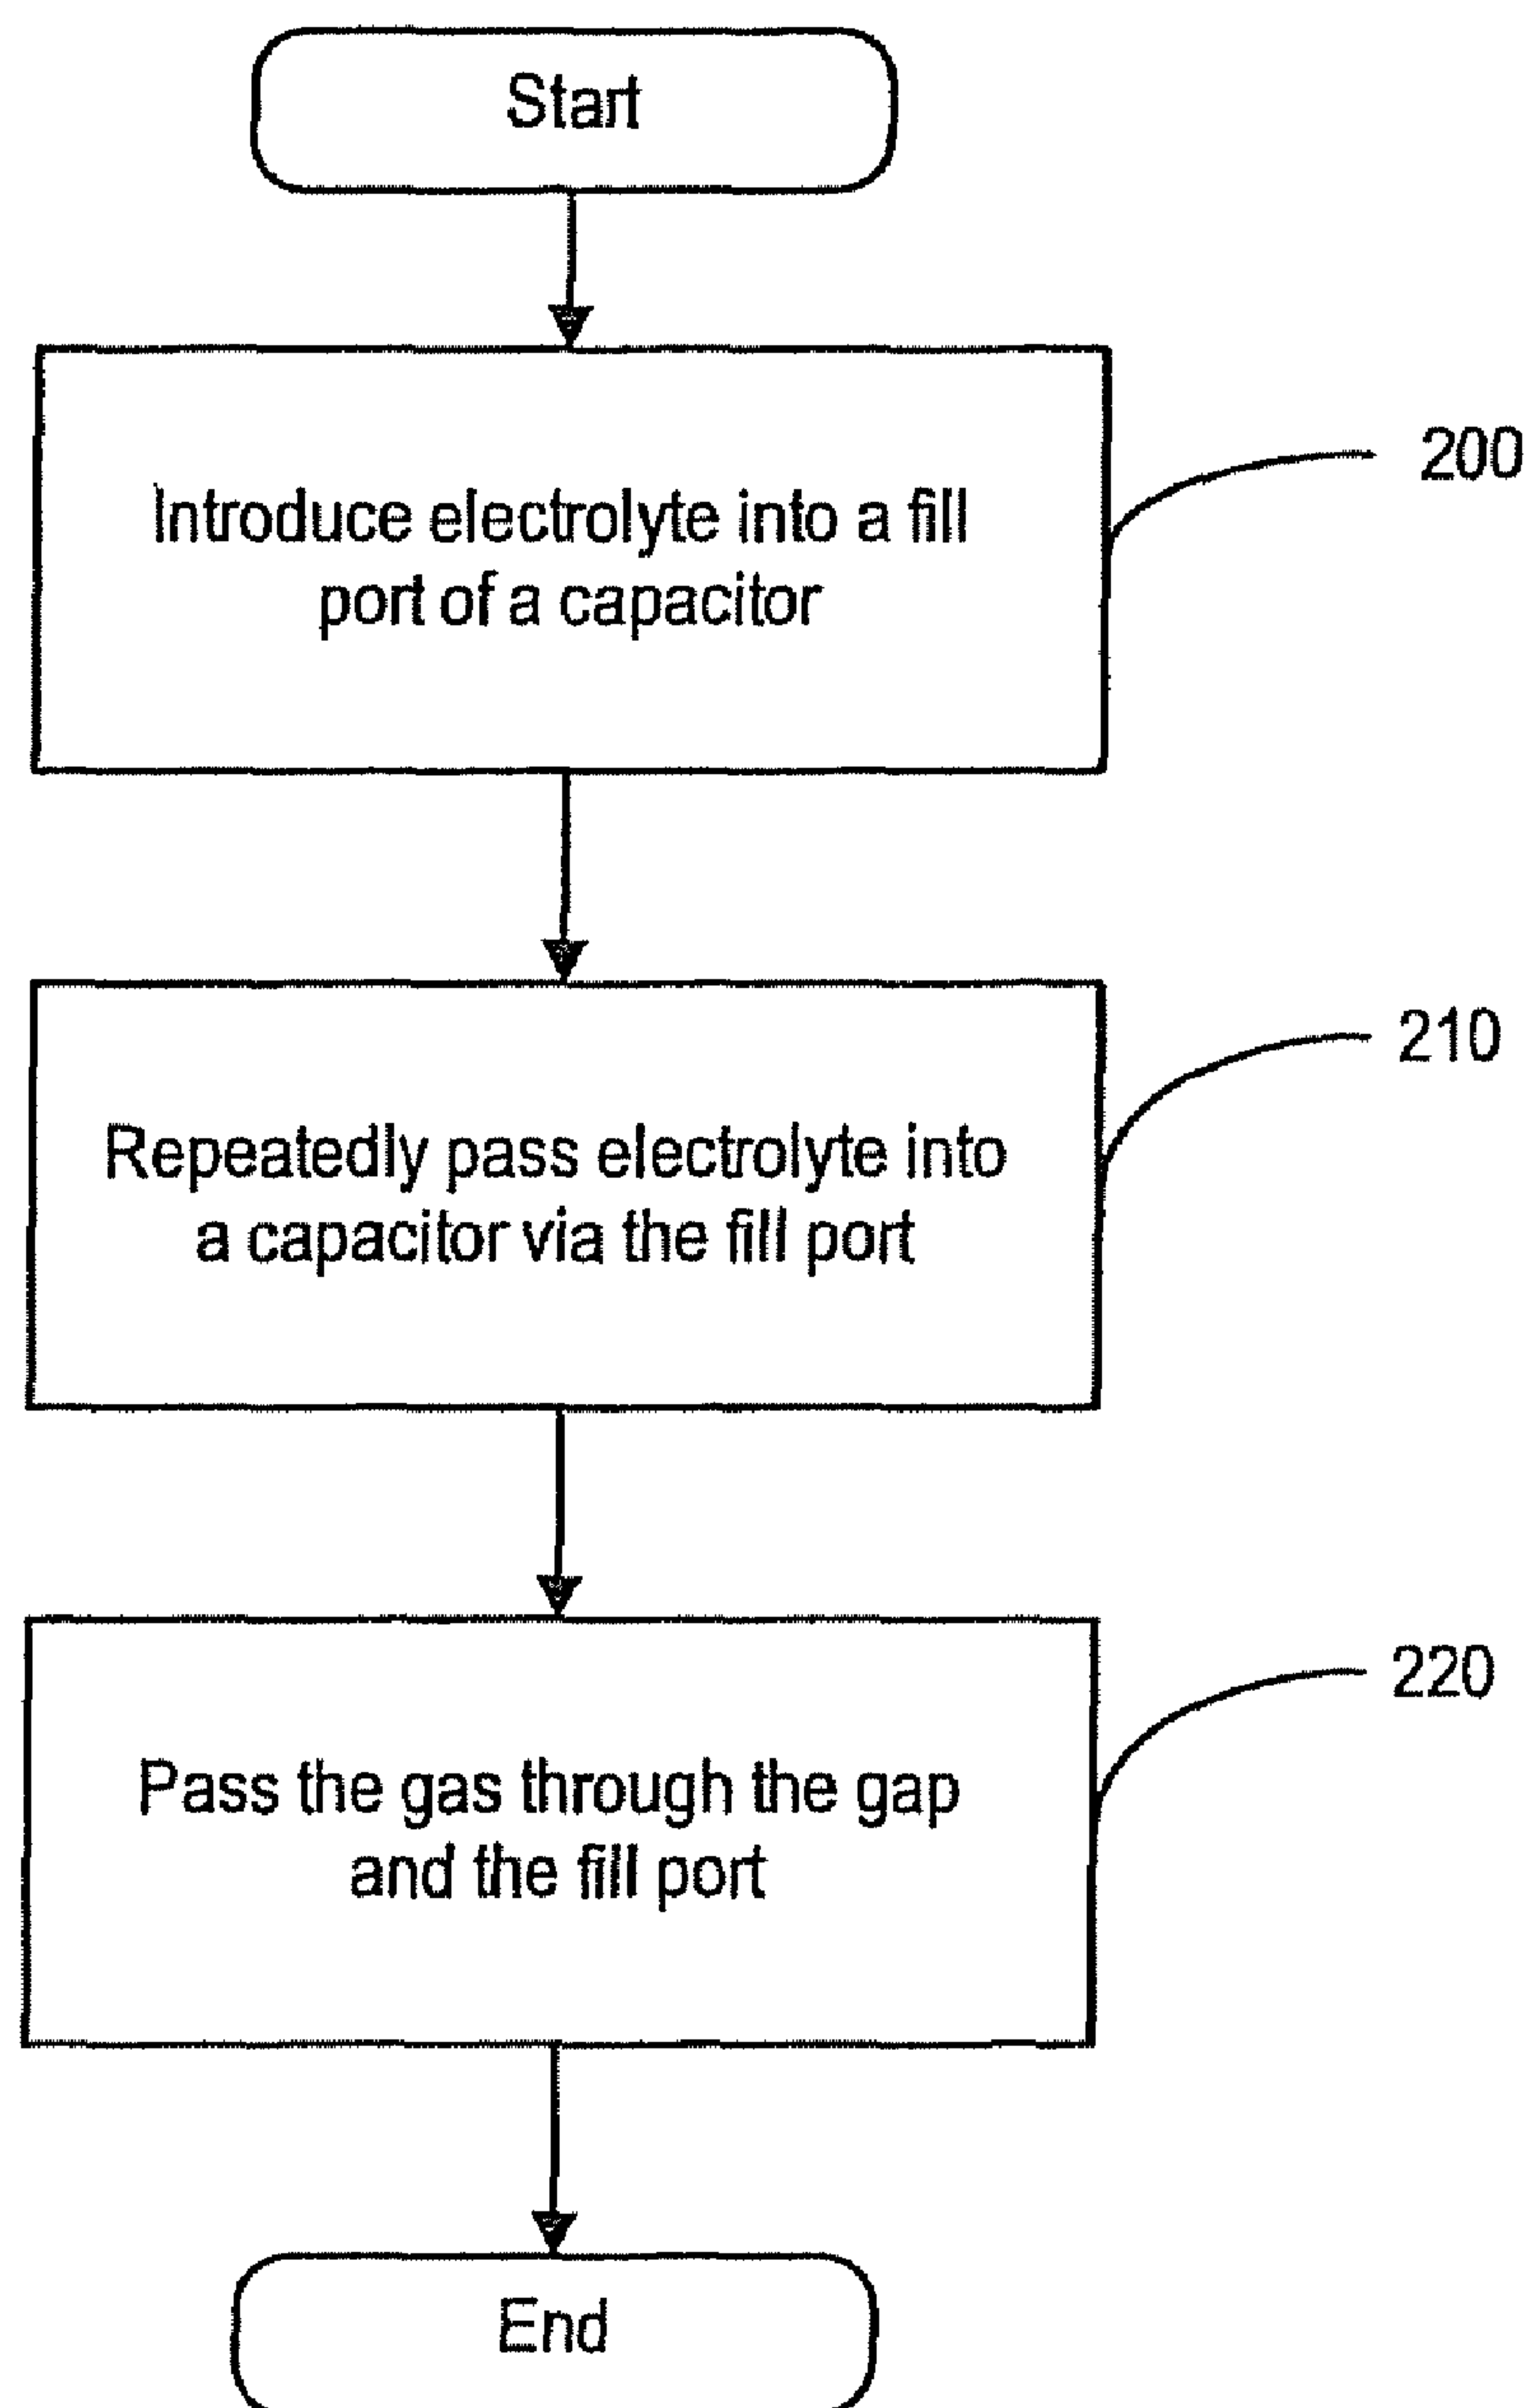 Start
Introduce electrolyte into a fill
port of a capacitor
200
Repeatedly pass electrolyte into
a capacitor via the fill port
210
Pass the gas through the gap
and the fill port
220
End